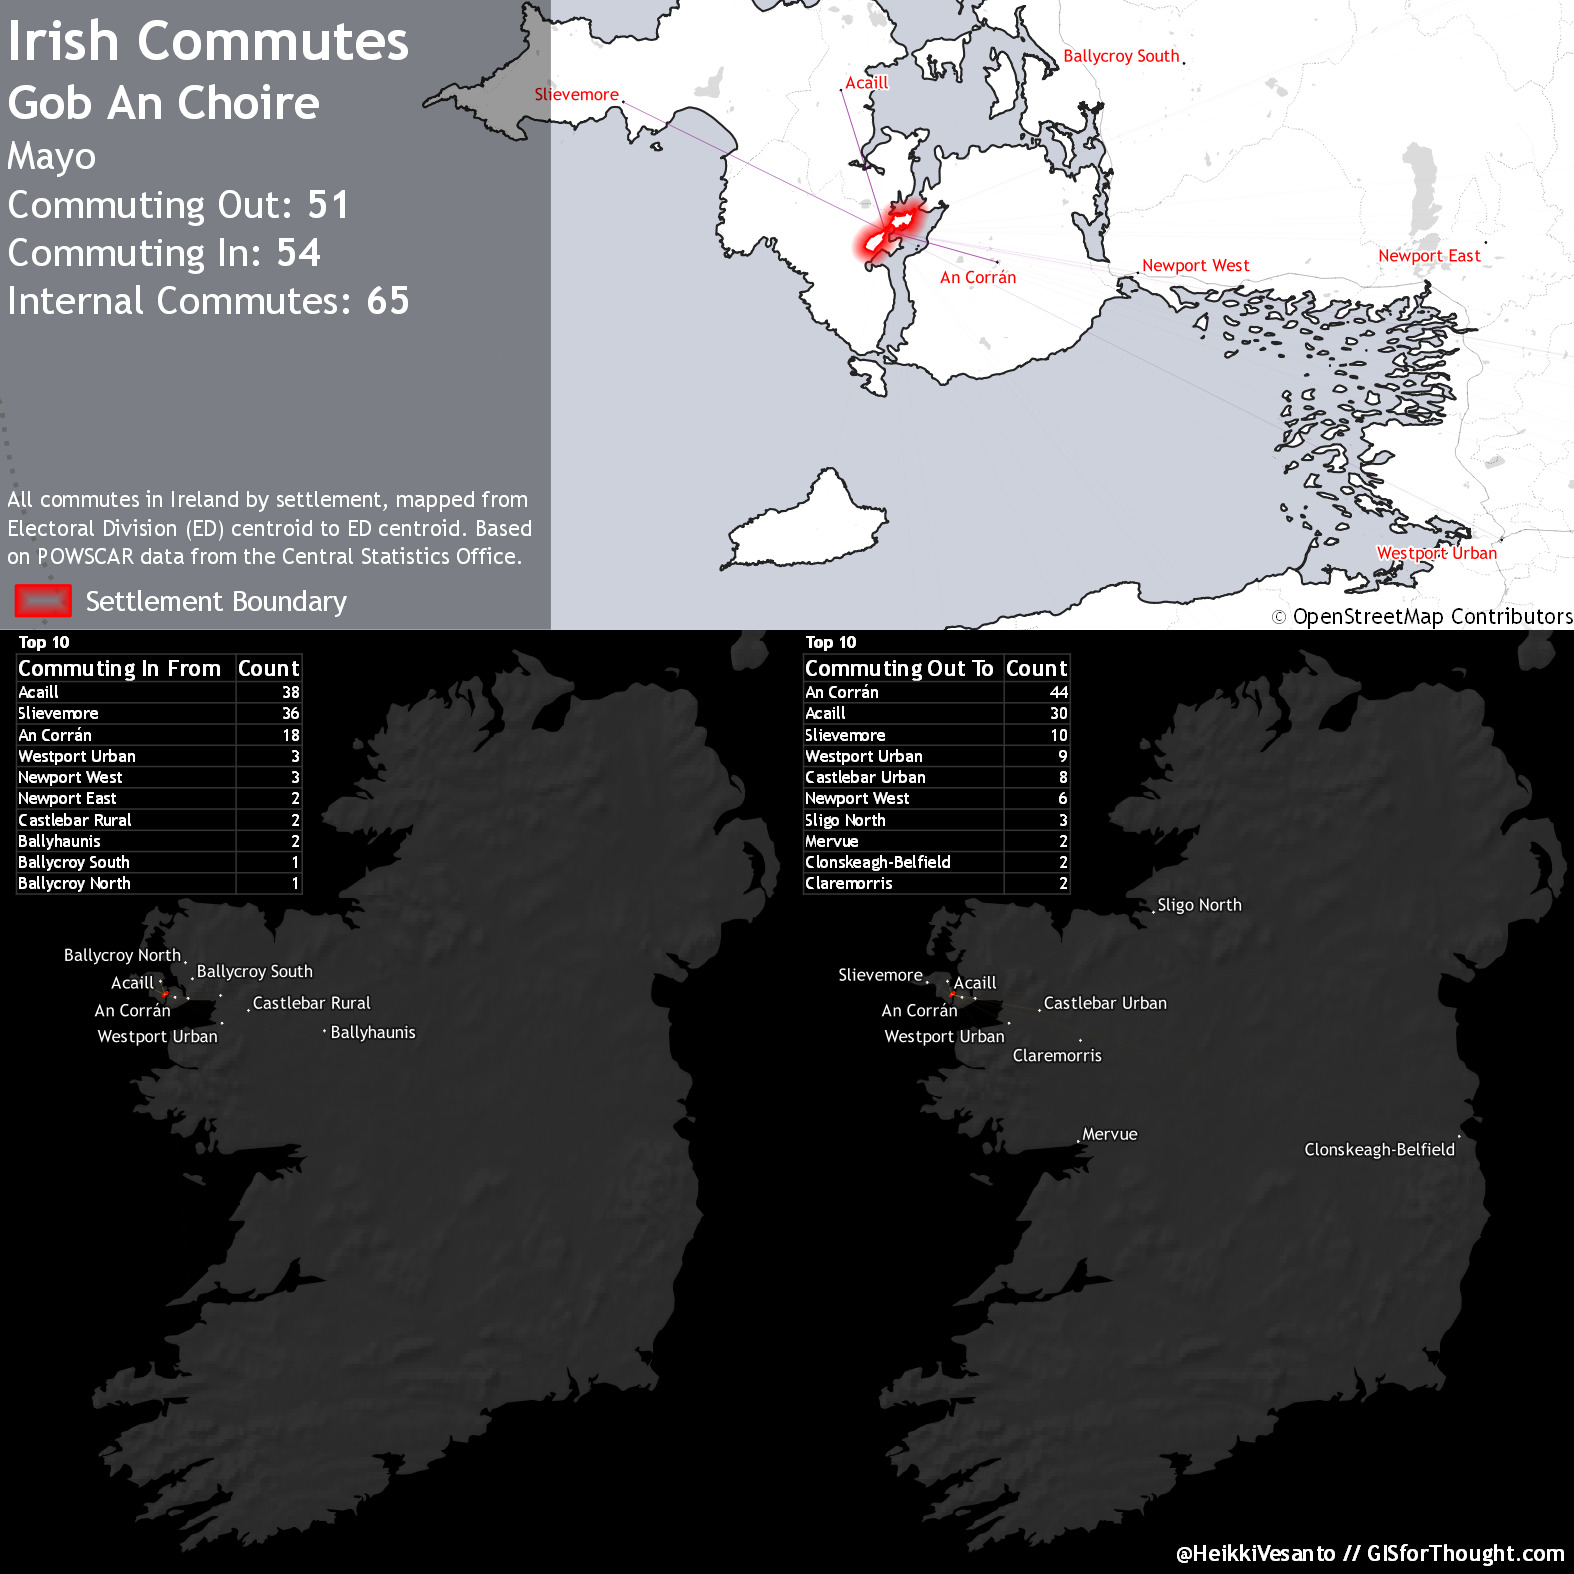 Irish Commutes
Gob An Choire
Mayo
Commuting Out: 51
Commuting In: 54
Internal Commutes: 65
All commutes in Ireland by settlement, mapped from
Electoral Division (ED) centroid to ED centroid. Based
on POWSCAR data from the Central Statistics Office.
Settlement Boundary
Slievemore
Acaill
Ballycroy South
An Corrán
Newport West
Newport East
Westport Urban
© OpenStreetMap Contributors
Top 10
Commuting In From Count
Acaill 38
Slievemore 36
An Corrán 18
Westport Urban 3
Newport West 3
Newport East 2
Castlebar Rural 2
Ballyhaunis 2
Ballycroy South 1
Ballycroy North 1
Ballycroy North
Ballycroy South
Acaill
An Corrán
Castlebar Rural
Westport Urban
Ballyhaunis
Top 10
Commuting Out To Count
An Corrán 44
Acaill 30
Slievemore 10
Westport Urban 9
Castlebar Urban 8
Newport West 6
Sligo North 3
Mervue 2
Clonskeagh-Belfield 2
Claremorris 2
Sligo North
Slievemore
Acaill
An Corrán
Castlebar Urban
Westport Urban
Claremorris
Mervue
Clonskeagh-Belfield
@HeikkiVesanto // GISforThought.com